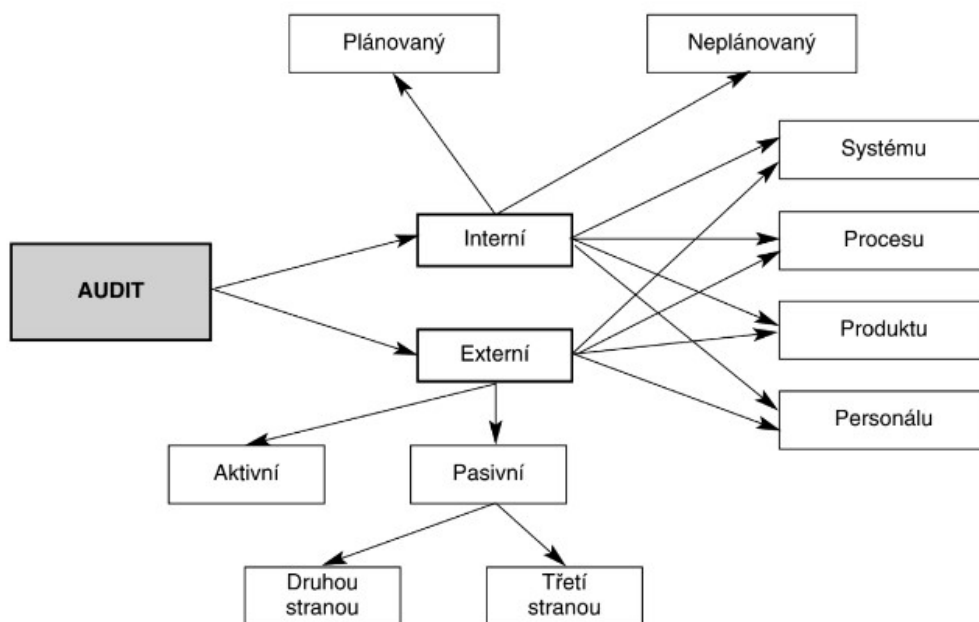 Plánovaný
Neplánovaný
Systému
Interní
Procesu
AUDIT
Produktu
Externí
Personálu
Aktivní
Pasivní
Druhou
stranou
Třetí
stranou